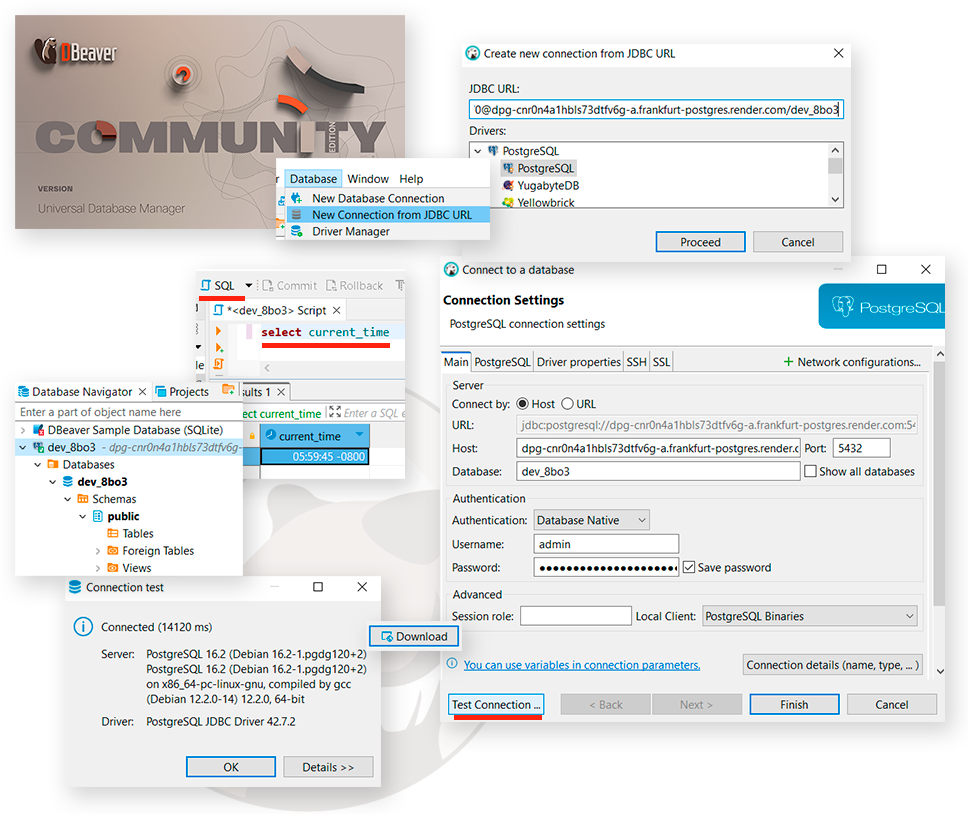 DBeaver
COMMUNITY
EDITION
VERSION
Universal Database Manager
Database Window Help
New Database Connection
New Connection from JDBC URL
Driver Manager
Create new connection from JDBC URL
JDBC URL:
0@dpg-cnr0n4a1hbls73dtfv6g-a.frankfurt-postgres.render.com/dev_8bo3
Drivers:
PostgreSQL
PostgreSQL
YugabyteDB
Yellowbrick
Proceed Cancel
SQL Commit Rollback
*<dev_8bo3> Script
select current_time
sults 1
ect current_time Enter a SQL e
current_time
05:59:45 -0800
Database Navigator Projects
Enter a part of object name here
DBeaver Sample Database (SQLite)
dev_8bo3 - dpg-cnr0n4a1hbls73dtfv6g-
Databases
dev_8bo3
Schemas
public
Tables
Foreign Tables
Views
Connection test
Connected (14120 ms)
Server: PostgreSQL 16.2 (Debian 16.2-1.pgdg120+2)
PostgreSQL 16.2 (Debian 16.2-1.pgdg120+2)
on x86_64-pc-linux-gnu, compiled by gcc
(Debian 12.2.0-14) 12.2.0, 64-bit
Driver: PostgreSQL JDBC Driver 42.7.2
OK Details >>
Download
Connect to a database
Connection Settings
PostgreSQL connection settings
PostgreSQL
Main PostgreSQL Driver properties SSH SSL
Network configurations...
Server
Connect by: Host URL
URL: jdbc:postgresql://dpg-cnr0n4a1hbls73dtfv6g-a.frankfurt-postgres.render.com:54
Host: dpg-cnr0n4a1hbls73dtfv6g-a.frankfurt-postgres.render.c Port: 5432
Database: dev_8bo3 Show all databases
Authentication
Authentication: Database Native
Username: admin
Password: ●●●●●●●●●●●●●●●●●●●●●● Save password
Advanced
Session role: Local Client: PostgreSQL Binaries
You can use variables in connection parameters.
Connection details (name, type, ... )
Test Connection ... < Back Next > Finish Cancel